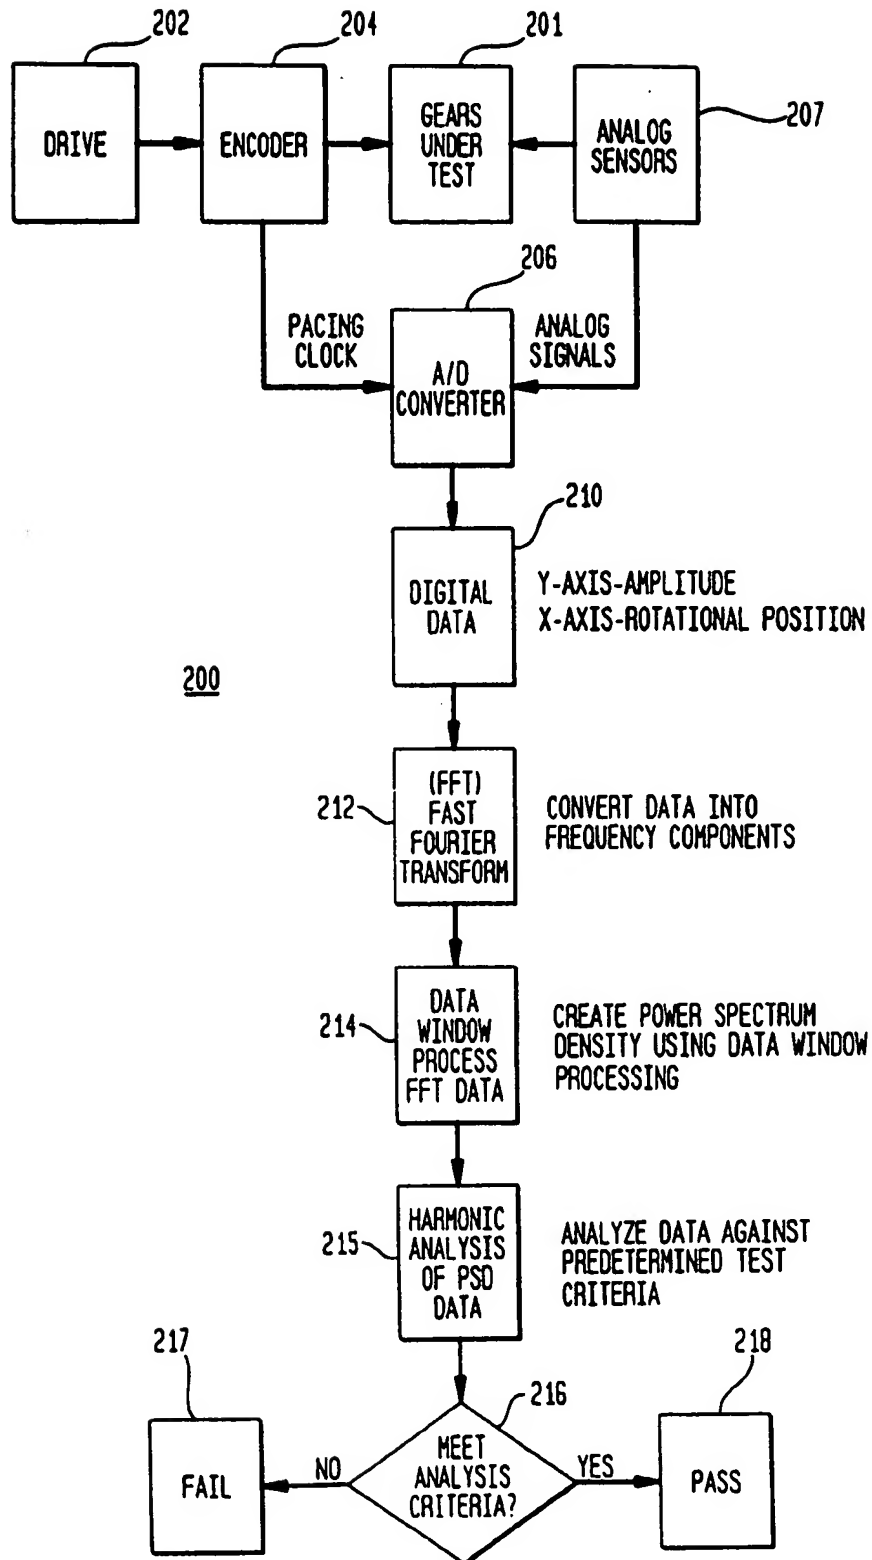 202
204
201
207
DRIVE
ENCODER
GEARS
UNDER
TEST
ANALOG
SENSORS
206
PACING
CLOCK
ANALOG
SIGNALS
A/D
CONVERTER
210
DIGITAL
DATA
Y-AXIS-AMPLITUDE
X-AXIS-ROTATIONAL POSITION
200
212
(FFT)
FAST
FOURIER
TRANSFORM
CONVERT DATA INTO
FREQUENCY COMPONENTS
214
DATA
WINDOW
PROCESS
FFT DATA
CREATE POWER SPECTRUM
DENSITY USING DATA WINDOW
PROCESSING
215
HARMONIC
ANALYSIS
OF PSD
DATA
ANALYZE DATA AGAINST
PREDETERMINED TEST
CRITERIA
217
216
218
FAIL
NO
MEET
ANALYSIS
CRITERIA?
YES
PASS